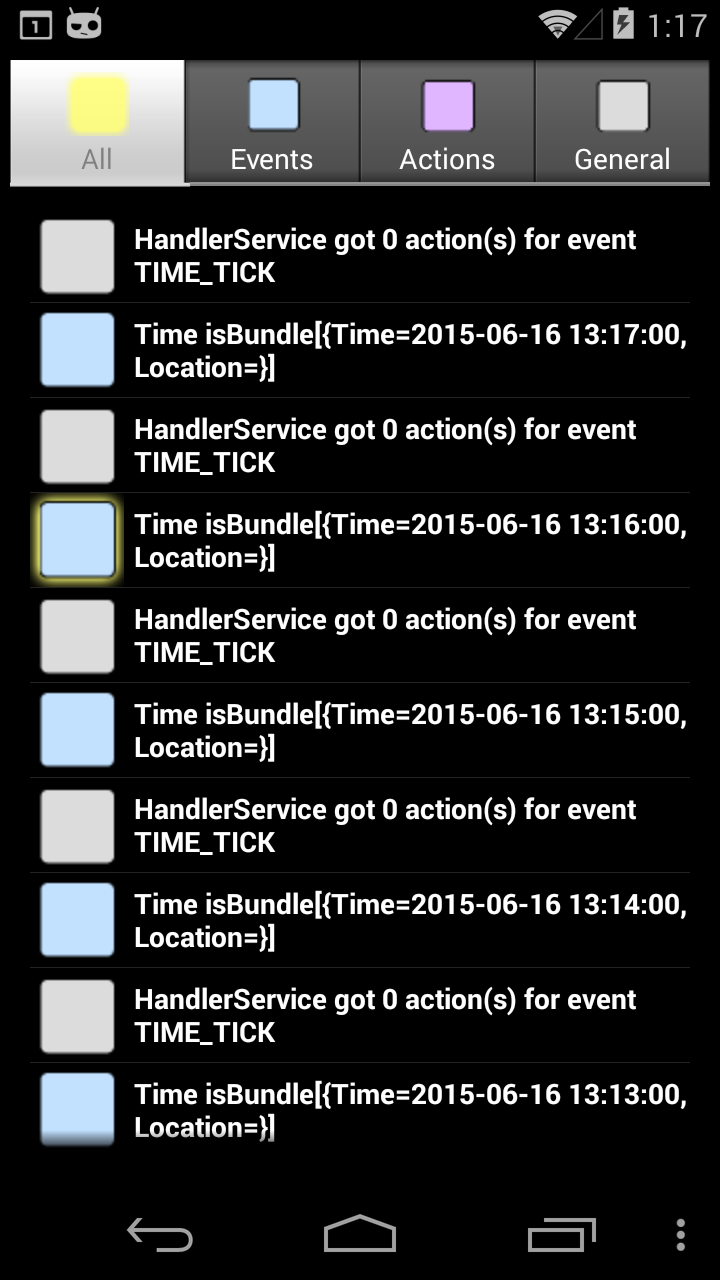 1
1:17
All
Events
Actions
General
HandlerService got 0 action(s) for event
TIME_TICK
Time isBundle[{Time=2015-06-16 13:17:00,
Location=}]
HandlerService got 0 action(s) for event
TIME_TICK
Time isBundle[{Time=2015-06-16 13:16:00,
Location=}]
HandlerService got 0 action(s) for event
TIME_TICK
Time isBundle[{Time=2015-06-16 13:15:00,
Location=}]
HandlerService got 0 action(s) for event
TIME_TICK
Time isBundle[{Time=2015-06-16 13:14:00,
Location=}]
HandlerService got 0 action(s) for event
TIME_TICK
Time isBundle[{Time=2015-06-16 13:13:00,
Location=}]